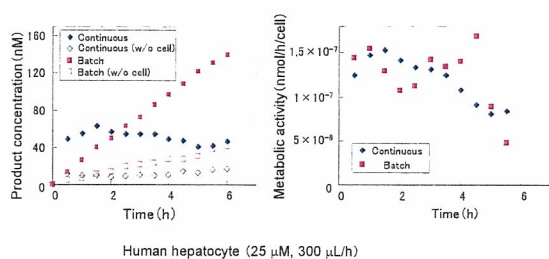 Product concentration (nM)
160
120
80
40
0
Continuous
Continuous (w/o cell)
Batch
Batch (w/o cell)
0 2 4 6
Time (h)
Metabolic activity (nmol/h/cell)
1.5×10⁻⁷
1×10⁻⁷
5×10⁻⁸
Continuous
Batch
0 2 4 6
Time (h)
Human hepatocyte (25 μM, 300 μL/h)